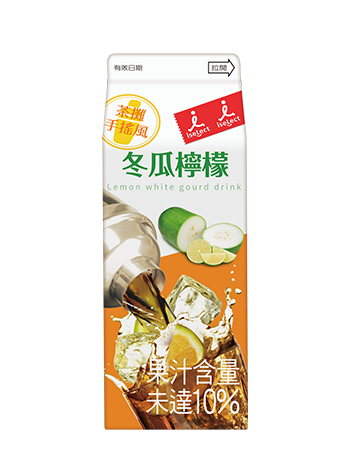 有效日期
拉開
茶攤
手搖風
iselect
iselect
冬瓜檸檬
Lemon white gourd drink
果汁含量
未達10%